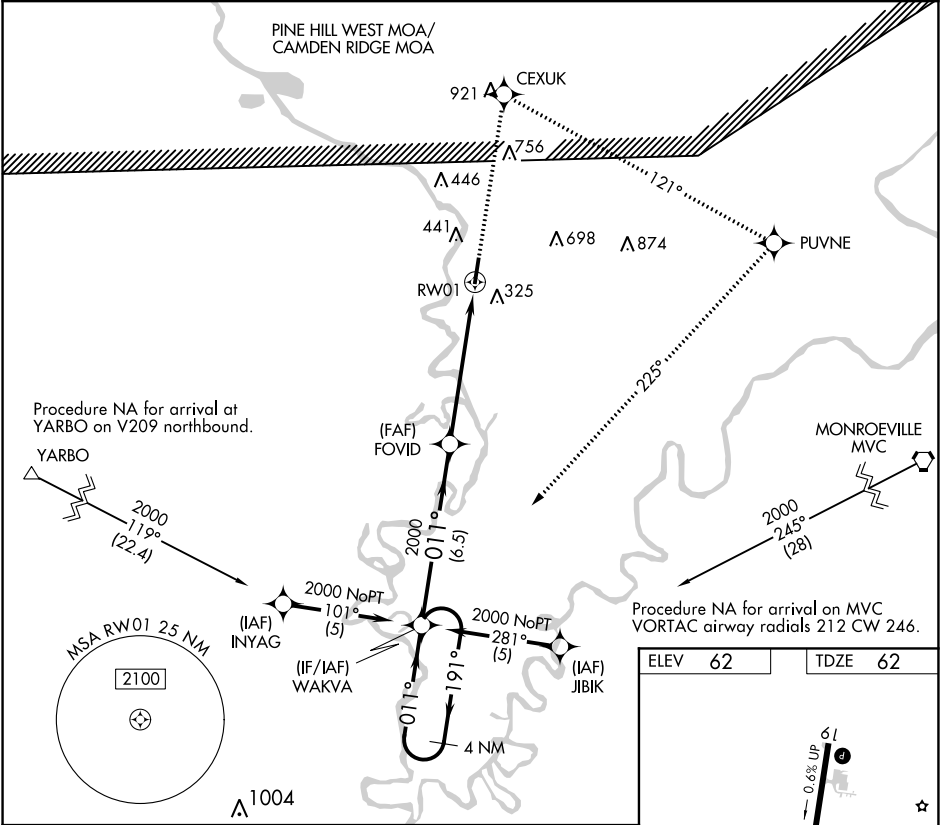 PINE HILL WEST MOA/
CAMDEN RIDGE MOA
CEXUK
921
756
446
121°
441
698
874
PUVNE
RW01
325
225°
Procedure NA for arrival at
YARBO on V209 northbound.
YARBO
(FAF)
FOVID
MONROEVILLE
MVC
2000
119°
(22.4)
2000
011°
(6.5)
2000
245°
(28)
2000 NoPT
101°
(5)
(IAF)
INYAG
2000 NoPT
281°
(5)
(IAF)
JIBIK
Procedure NA for arrival on MVC
VORTAC airway radials 212 CW 246.
MSA RW01 25 NM
2100
(IF/IAF)
WAKVA
011°
191°
4 NM
1004
ELEV 62
TDZE 62
19
P
0.6% UP